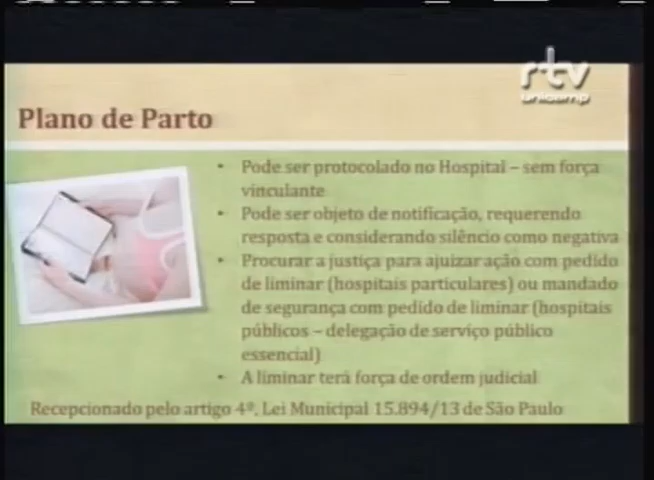 rtv
unicamp
Plano de Parto
• Pode ser protocolado no Hospital – sem força
vinculante
• Pode ser objeto de notificação, requerendo
resposta e considerando silêncio como negativa
• Procurar a justiça para ajuizar ação com pedido
de liminar (hospitais particulares) ou mandado
de segurança com pedido de liminar (hospitais
públicos – delegação de serviço público
essencial)
• A liminar terá força de ordem judicial
Recepcionado pelo artigo 4º, Lei Municipal 15.894/13 de São Paulo